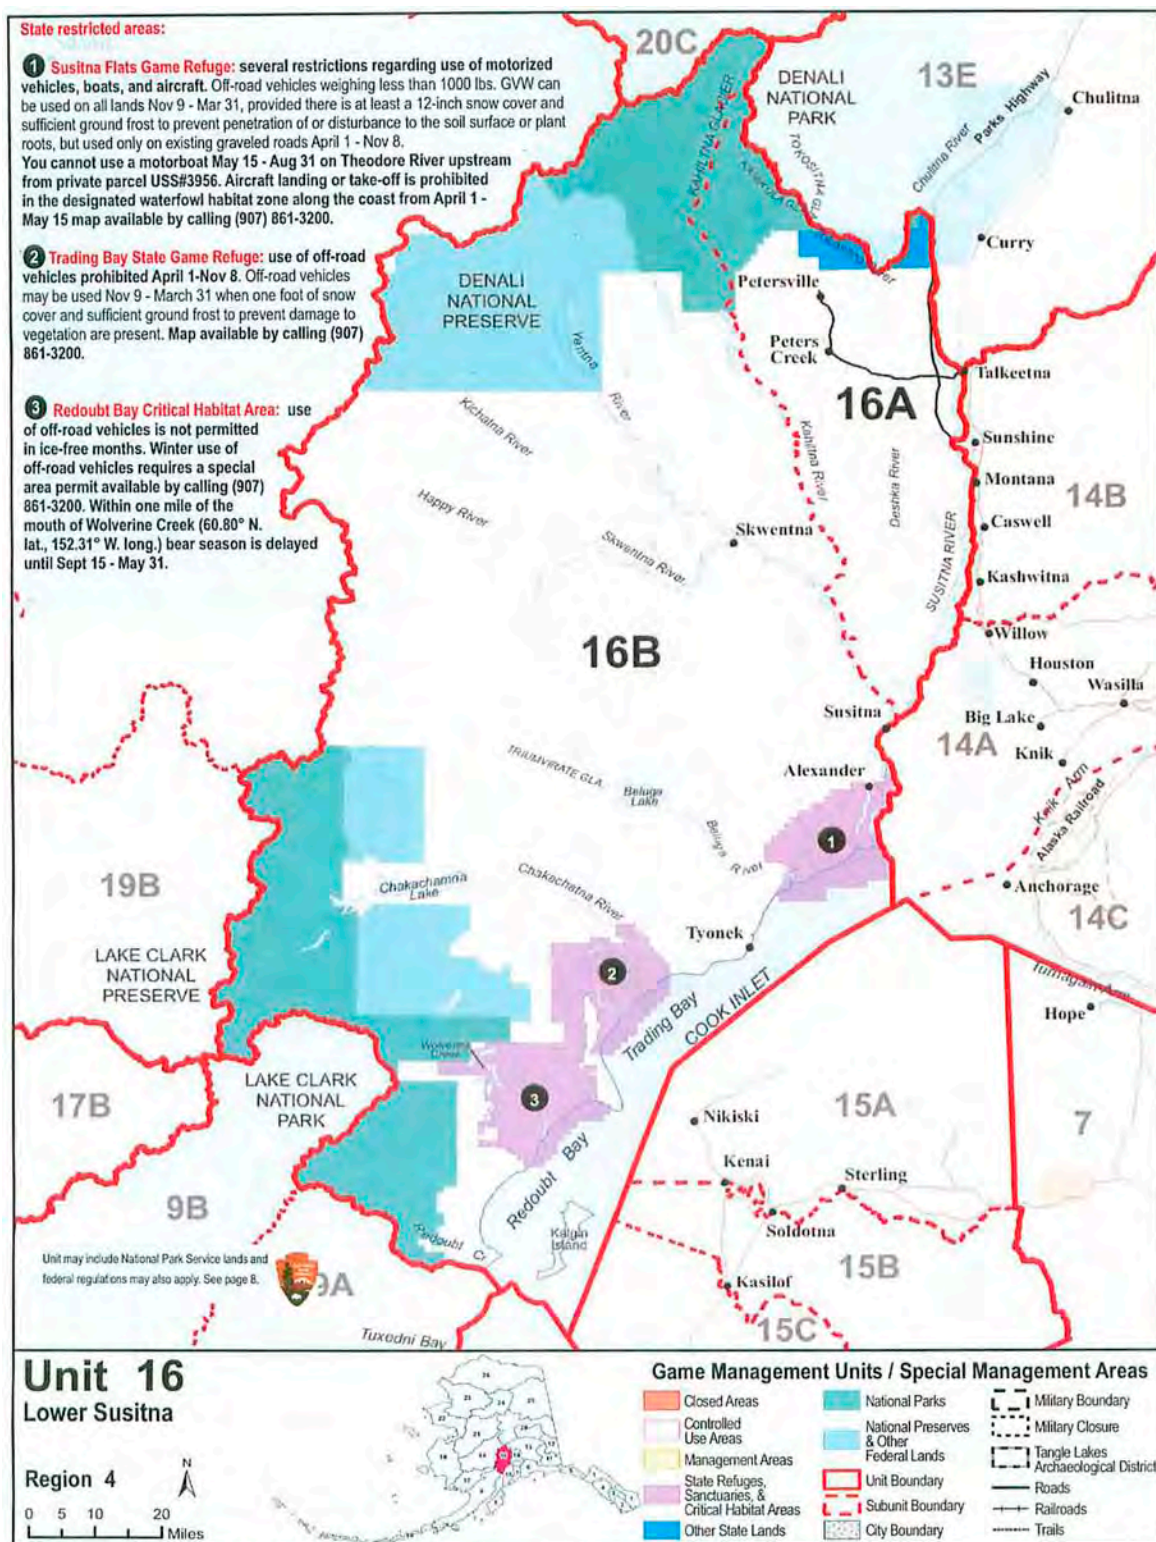 State restricted areas:
1 Susitna Flats Game Refuge: several restrictions regarding use of motorized
vehicles, boats, and aircraft. Off-road vehicles weighing less than 1000 lbs. GVW can
be used on all lands Nov 9 - Mar 31, provided there is at least a 12-inch snow cover and
sufficient ground frost to prevent penetration of or disturbance to the soil surface or plant
roots, but used only on existing graveled roads April 1 - Nov 8.
You cannot use a motorboat May 15 - Aug 31 on Theodore River upstream
from private parcel USS#3956. Aircraft landing or take-off is prohibited
in the designated waterfowl habitat zone along the coast from April 1 -
May 15 map available by calling (907) 861-3200.
2 Trading Bay State Game Refuge: use of off-road
vehicles prohibited April 1-Nov 8. Off-road vehicles
may be used Nov 9 - March 31 when one foot of snow
cover and sufficient ground frost to prevent damage to
vegetation are present. Map available by calling (907)
861-3200.
3 Redoubt Bay Critical Habitat Area: use
of off-road vehicles is not permitted
in ice-free months. Winter use of
off-road vehicles requires a special
area permit available by calling (907)
861-3200. Within one mile of the
mouth of Wolverine Creek (60.80° N.
lat., 152.31° W. long.) bear season is delayed
until Sept 15 - May 31.
20C
DENALI
NATIONAL
PARK
13E
Chulitna
Parks Highway
Chulitna River
KAHILTNA GLACIER
TOKOSITNA GLA
Curry
DENALI
NATIONAL
PRESERVE
Petersville
Peters
Creek
Talkeetna
Yentna
River
16A
Kichatna River
Kahiltna River
Deshka River
Sunshine
Montana
14B
Happy River
Caswell
Skwentna
Skwentna River
SUSITNA RIVER
Kashwitna
16B
Willow
Houston
Wasilla
Susitna
Big Lake
14A
Knik
Knik Arm
Alaska Railroad
TRIUMVIRATE GLA.
Alexander
Beluga
Lake
Beluga River
1
19B
Chakachamna
Lake
Chakachatna River
Anchorage
14C
Tyonek
LAKE CLARK
NATIONAL
PRESERVE
2
Trading Bay
COOK INLET
Turnagain Arm
Hope
Wolverine
Creek
LAKE CLARK
NATIONAL
PARK
17B
3
15A
7
Nikiski
Redoubt Bay
Kenai
Sterling
9B
Soldotna
Redoubt Cr
Kalgin
Island
Unit may include National Park Service lands and
federal regulations may also apply. See page 8.
9A
Kasilof
15B
15C
Tuxedni Bay
Unit 16
Lower Susitna
Region 4
N
0 5 10 20
Miles
Game Management Units / Special Management Areas
Closed Areas
Controlled
Use Areas
Management Areas
State Refuges,
Sanctuaries, &
Critical Habitat Areas
Other State Lands
National Parks
National Preserves
& Other
Federal Lands
Unit Boundary
Subunit Boundary
City Boundary
Military Boundary
Military Closure
Tangle Lakes
Archaeological District
Roads
Railroads
Trails